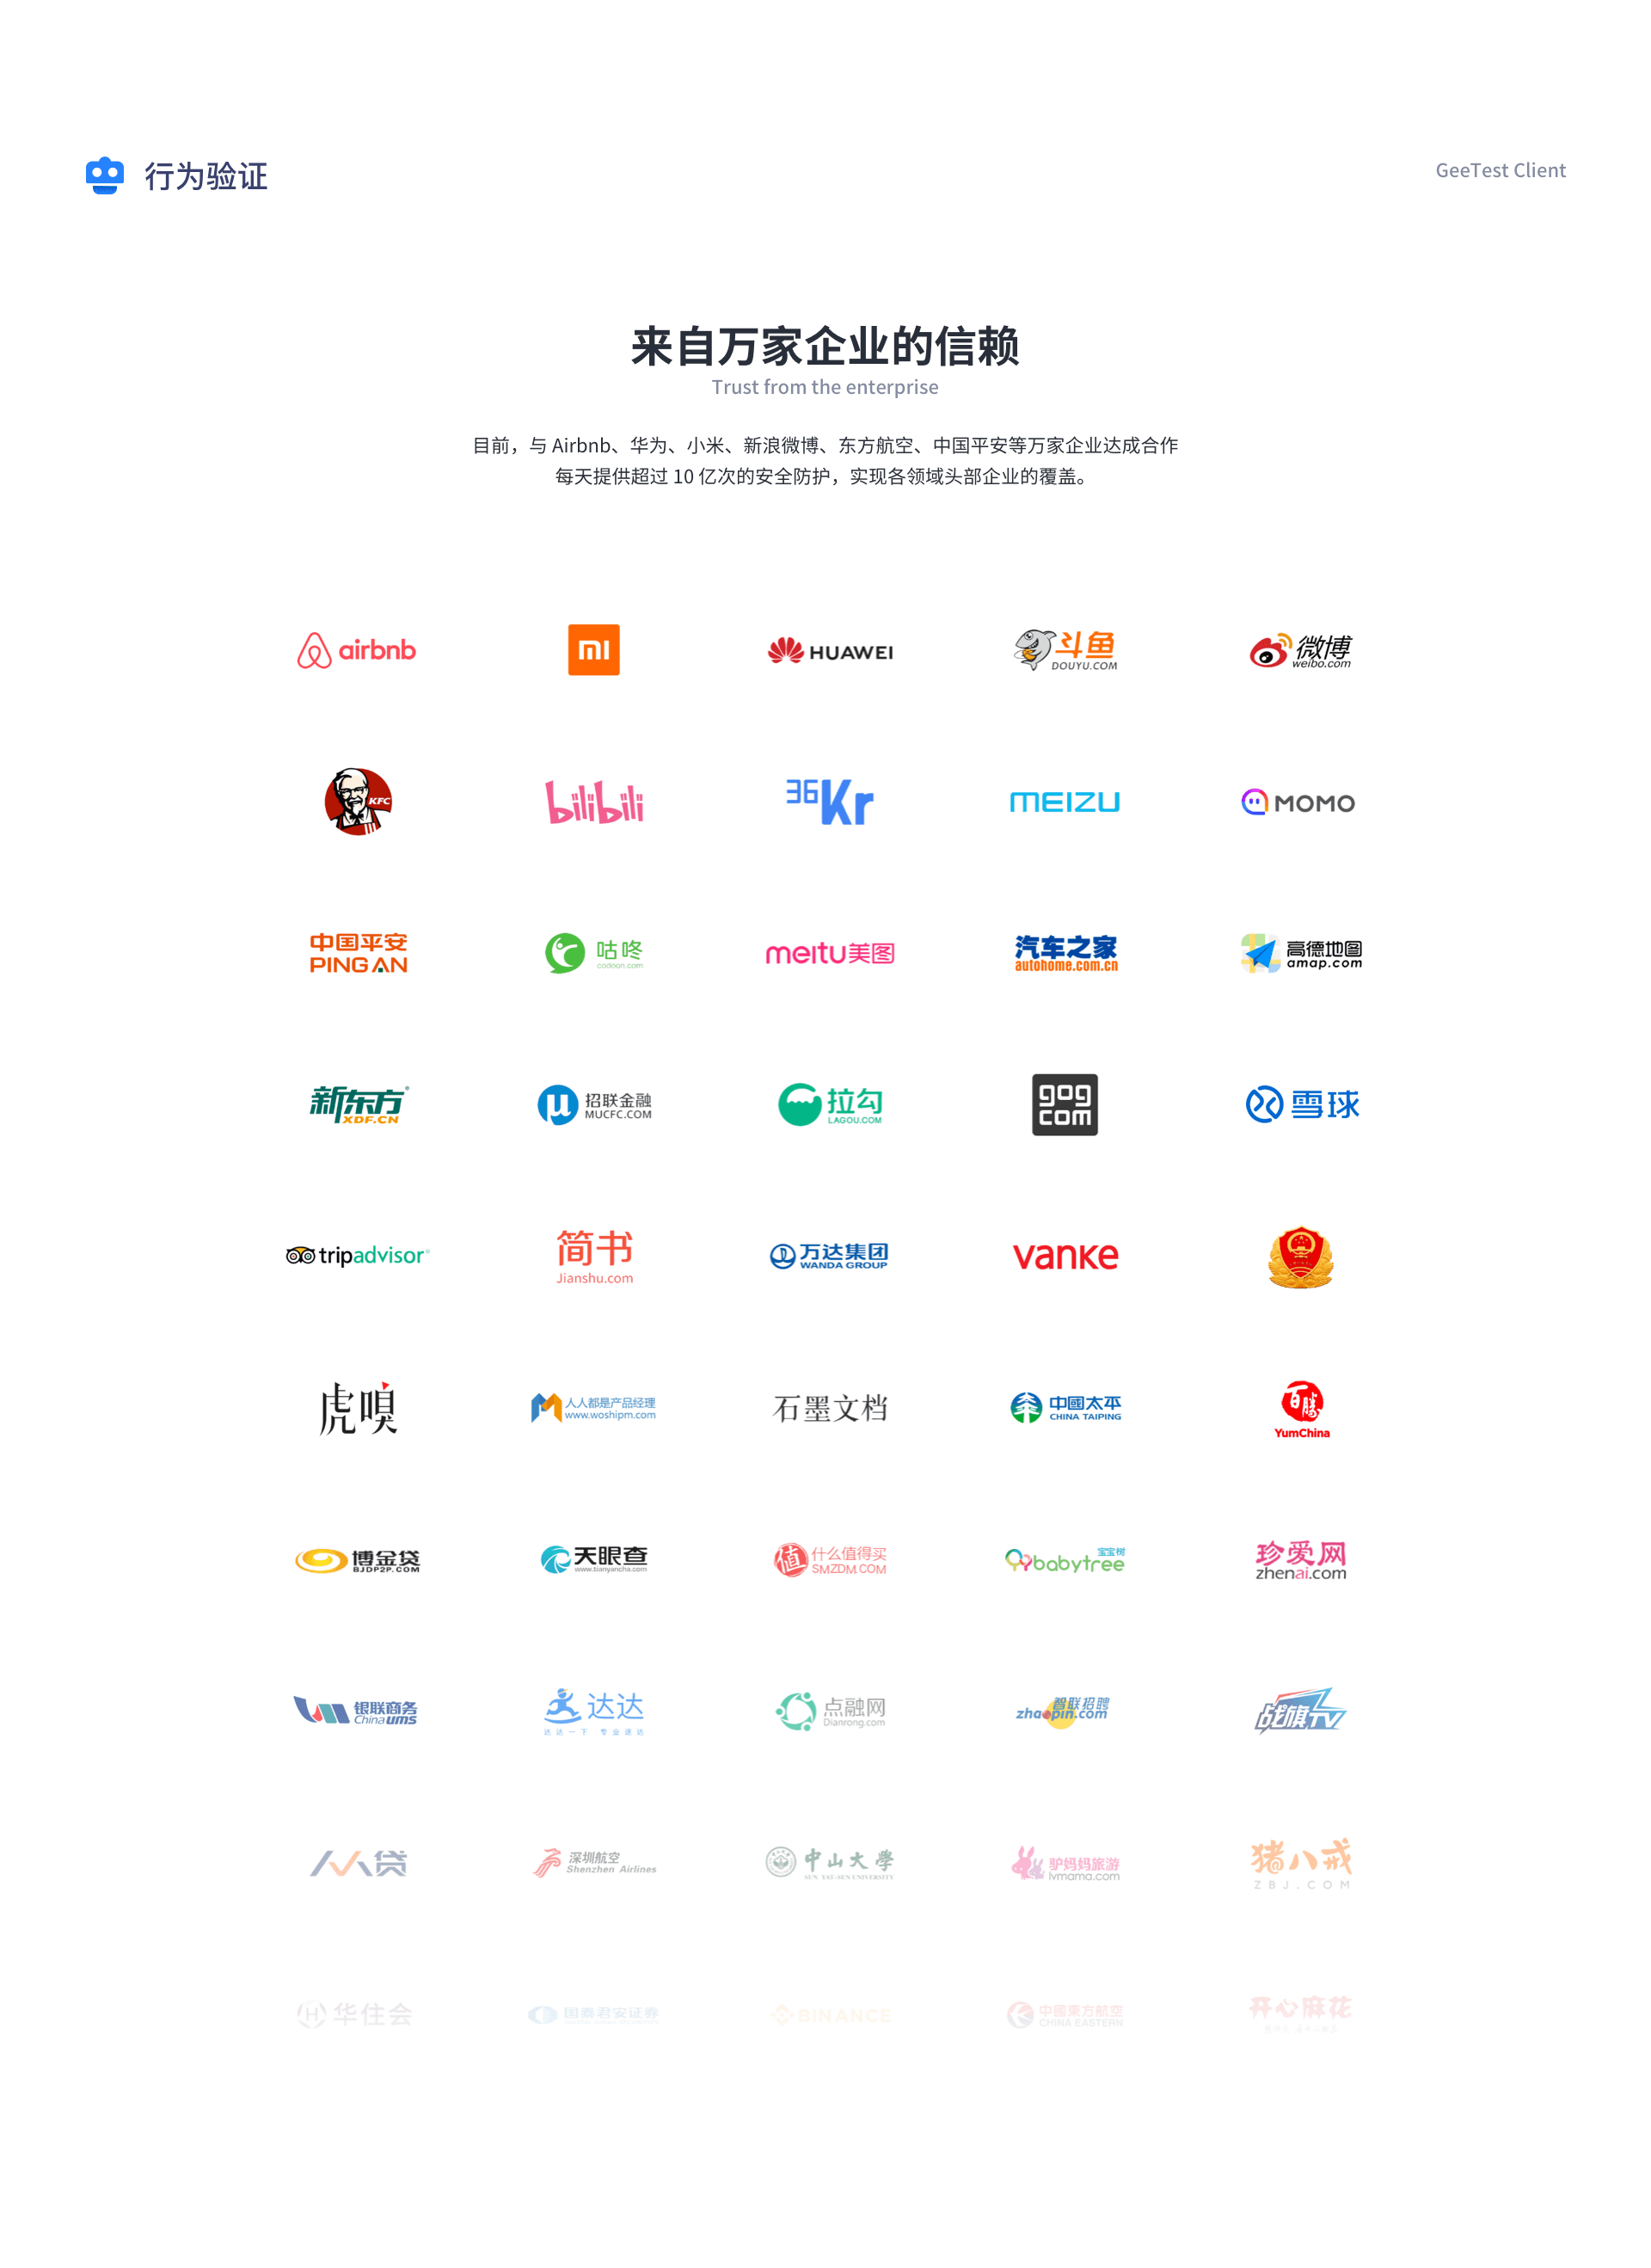 行为验证
GeeTest Client
来自万家企业的信赖
Trust from the enterprise
目前，与 Airbnb、华为、小米、新浪微博、东方航空、中国平安等万家企业达成合作
每天提供超过 10 亿次的安全防护，实现各领域头部企业的覆盖。
airbnb
mi
HUAWEI
斗鱼
DOUYU.COM
微博
weibo.com
KFC
bilibili
36Kr
MEIZU
MOMO
中国平安
PING AN
咕咚
codoon.com
meitu美图
汽车之家
autohome.com.cn
高德地图
amap.com
新东方®
XDF.CN
招联金融
MUCFC.COM
拉勾
LAGOU.COM
gog
com
雪球
tripadvisor®
简书
Jianshu.com
万达集团
WANDA GROUP
vanke
虎嗅
人人都是产品经理
www.woshipm.com
石墨文档
中國太平
CHINA TAIPING
百勝
YumChina
博金贷
BJDP2P.COM
天眼查
www.tianyancha.com
值
什么值得买
SMZDM.COM
宝宝树
babytree
珍爱网
zhenai.com
银联商务
China ums
达达
达达一下 专业速达
点融网
Dianrong.com
智联招聘
zhaopin.com
战旗TV
人人贷
深圳航空
Shenzhen Airlines
中山大學
SUN YAT-SEN UNIVERSITY
驴妈妈旅游
lvmama.com
猪八戒
ZBJ.COM
H 华住会
国泰君安证券
BINANCE
中國東方航空
CHINA EASTERN
开心麻花